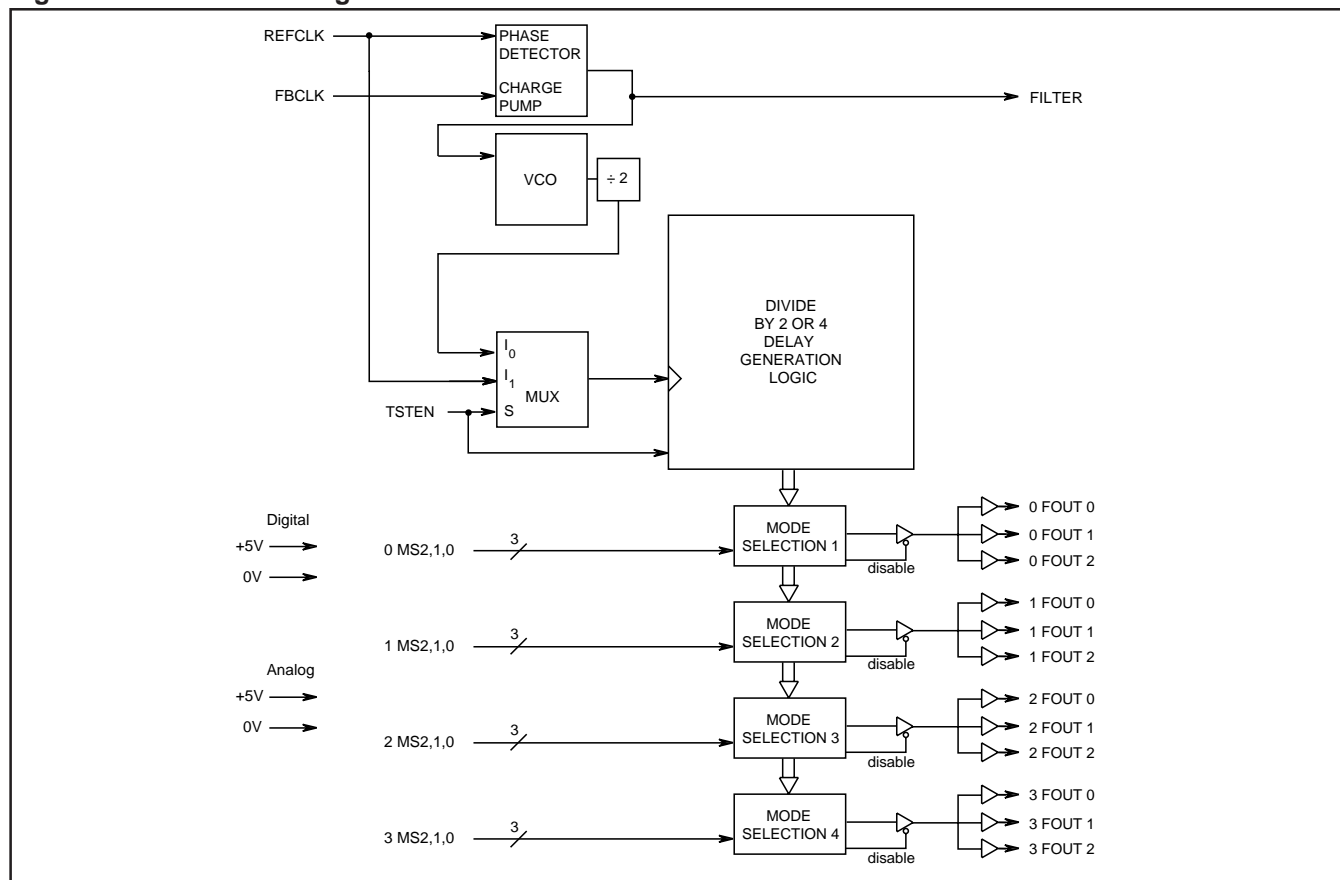 REFCLK
PHASE
DETECTOR
FBCLK
CHARGE
PUMP
FILTER
VCO
÷ 2
DIVIDE
BY 2 OR 4
DELAY
GENERATION
LOGIC
I0
I1
MUX
TSTEN
S
Digital
+5V
0V
0 MS2,1,0
3
MODE
SELECTION 1
disable
0 FOUT 0
0 FOUT 1
0 FOUT 2
1 MS2,1,0
3
MODE
SELECTION 2
disable
1 FOUT 0
1 FOUT 1
1 FOUT 2
Analog
+5V
0V
2 MS2,1,0
3
MODE
SELECTION 3
disable
2 FOUT 0
2 FOUT 1
2 FOUT 2
3 MS2,1,0
3
MODE
SELECTION 4
disable
3 FOUT 0
3 FOUT 1
3 FOUT 2